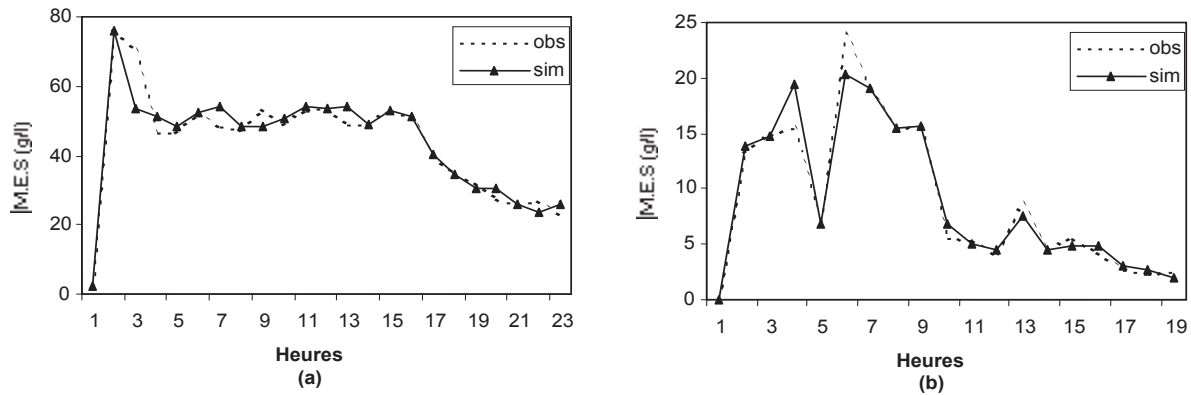 80
60
40
20
0
|M.E.S (g/l)
obs
sim
1 3 5 7 9 11 13 15 17 19 21 23
Heures
(a)
25
20
15
10
5
0
|M.E.S (g/l)
obs
sim
1 3 5 7 9 11 13 15 17 19
Heures
(b)